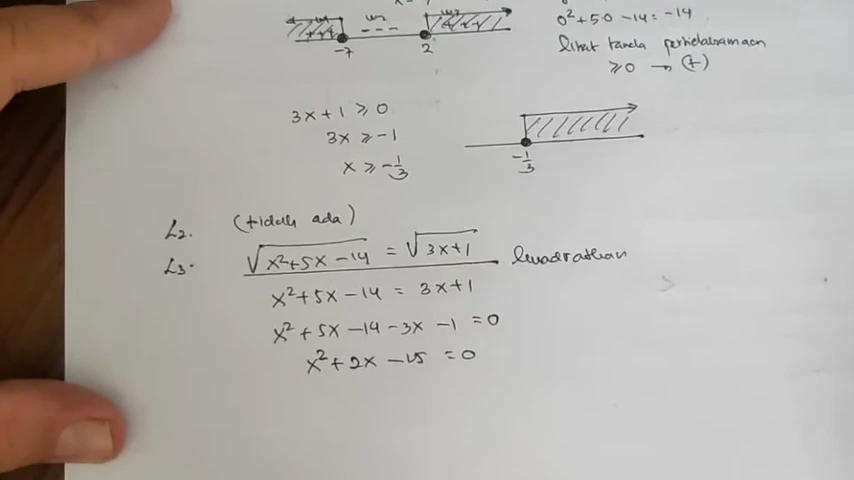 0² + 5·0 − 14 = −14
lihat tanda pertidaksamaan
≥ 0 → (+)
+++ --- +++
−7 2
3x + 1 ≥ 0
3x ≥ −1
x ≥ −1/3
−1/3
L2. (tidak ada)
L3. √(x²+5x−14) = √(3x+1) kuadratkan
x² + 5x − 14 = 3x + 1
x² + 5x − 14 − 3x − 1 = 0
x² + 2x − 15 = 0